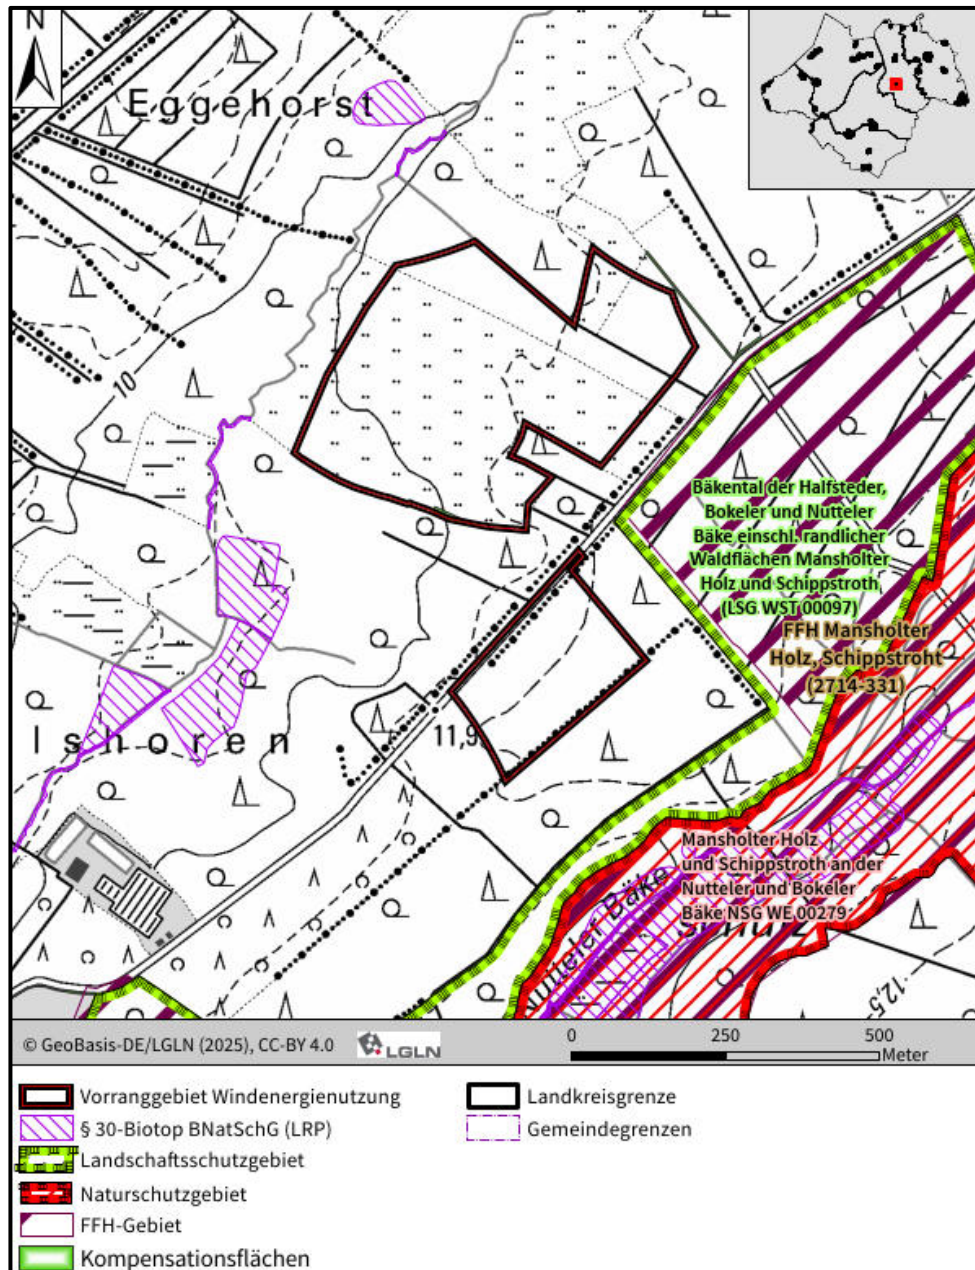 N
Eggehorst
10
Bäkental der Halfsteder,
Bokeler und Nutteler
Bäke einschl. randlicher
Waldflächen Mansholter
Holz und Schippstroth
(LSG WST 00097)
FFH Mansholter
Holz, Schippstroht
(2714-331)
lshoren
11,9
Mansholter Holz
und Schippstroth an der
Nutteler und Bokeler
Bäke NSG WE 00279
Nutteler Bäke
12,5
© GeoBasis-DE/LGLN (2025), CC-BY 4.0
LGLN
0 250 500
Meter
Vorranggebiet Windenergienutzung
§ 30-Biotop BNatSchG (LRP)
Landschaftsschutzgebiet
Naturschutzgebiet
FFH-Gebiet
Kompensationsflächen
Landkreisgrenze
Gemeindegrenzen